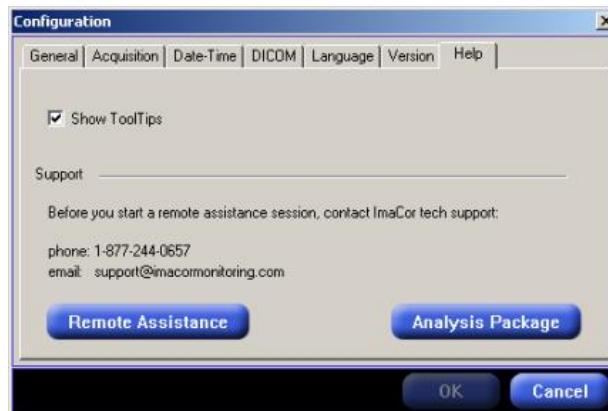 Configuration
General Acquisition Date-Time DICOM Language Version Help
Show ToolTips
Support
Before you start a remote assistance session, contact ImaCor tech support:
phone: 1-877-244-0657
email: support@imacormonitoring.com
Remote Assistance Analysis Package
OK Cancel